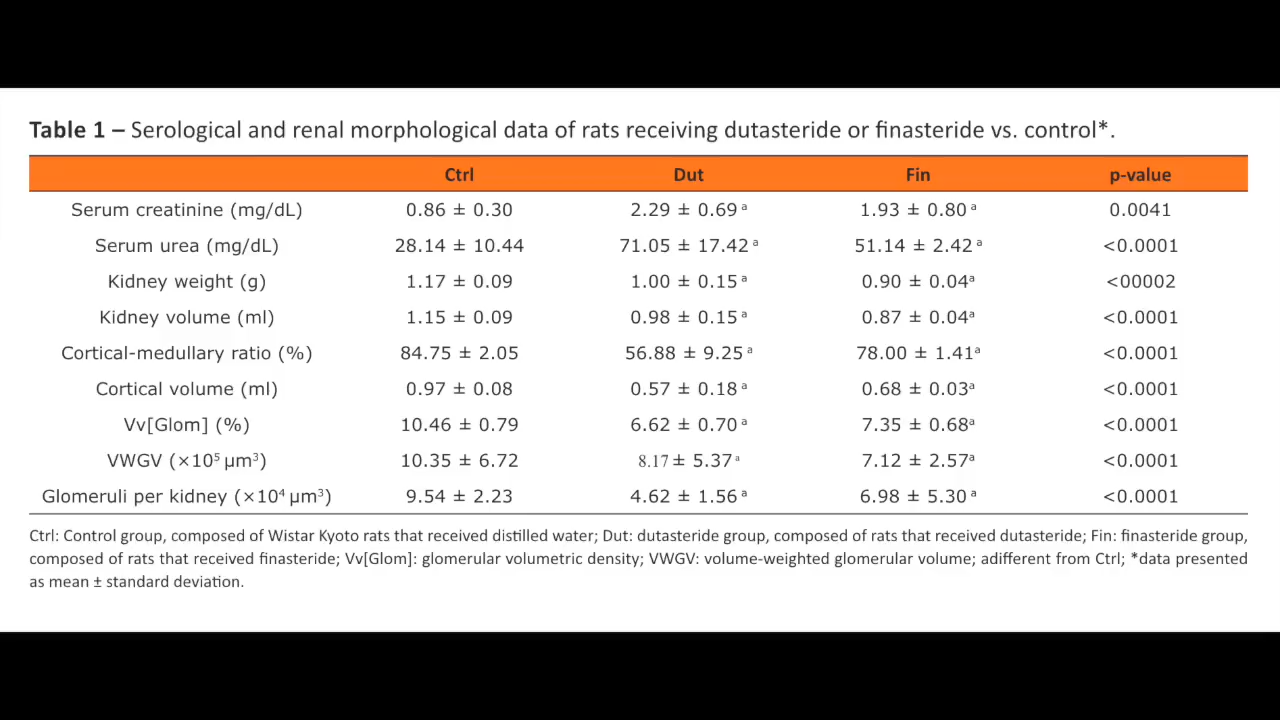 Table 1 – Serological and renal morphological data of rats receiving dutasteride or finasteride vs. control*.
Ctrl Dut Fin p-value
Serum creatinine (mg/dL) 0.86 ± 0.30 2.29 ± 0.69 ᵃ 1.93 ± 0.80 ᵃ 0.0041
Serum urea (mg/dL) 28.14 ± 10.44 71.05 ± 17.42 ᵃ 51.14 ± 2.42 ᵃ <0.0001
Kidney weight (g) 1.17 ± 0.09 1.00 ± 0.15 ᵃ 0.90 ± 0.04ᵃ <00002
Kidney volume (ml) 1.15 ± 0.09 0.98 ± 0.15 ᵃ 0.87 ± 0.04ᵃ <0.0001
Cortical-medullary ratio (%) 84.75 ± 2.05 56.88 ± 9.25 ᵃ 78.00 ± 1.41ᵃ <0.0001
Cortical volume (ml) 0.97 ± 0.08 0.57 ± 0.18 ᵃ 0.68 ± 0.03ᵃ <0.0001
Vv[Glom] (%) 10.46 ± 0.79 6.62 ± 0.70 ᵃ 7.35 ± 0.68ᵃ <0.0001
VWGV (×10⁵ µm³) 10.35 ± 6.72 8.17 ± 5.37 ᵃ 7.12 ± 2.57ᵃ <0.0001
Glomeruli per kidney (×10⁴ µm³) 9.54 ± 2.23 4.62 ± 1.56 ᵃ 6.98 ± 5.30 ᵃ <0.0001
Ctrl: Control group, composed of Wistar Kyoto rats that received distilled water; Dut: dutasteride group, composed of rats that received dutasteride; Fin: finasteride group,
composed of rats that received finasteride; Vv[Glom]: glomerular volumetric density; VWGV: volume-weighted glomerular volume; adifferent from Ctrl; *data presented
as mean ± standard deviation.